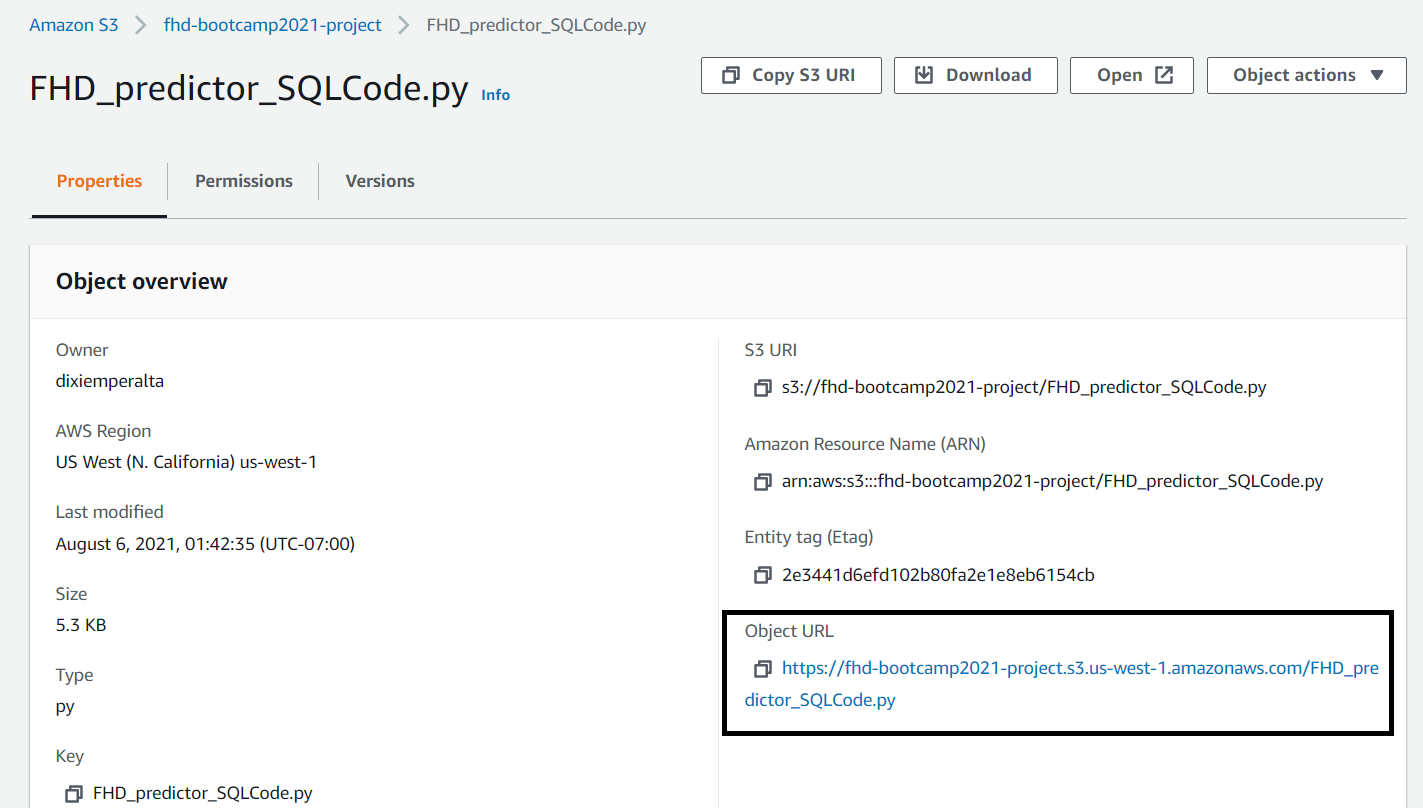 Amazon S3 > fhd-bootcamp2021-project > FHD_predictor_SQLCode.py
FHD_predictor_SQLCode.py Info
Copy S3 URI Download Open Object actions
Properties Permissions Versions
Object overview
Owner
dixiemperalta
AWS Region
US West (N. California) us-west-1
Last modified
August 6, 2021, 01:42:35 (UTC-07:00)
Size
5.3 KB
Type
py
Key
FHD_predictor_SQLCode.py
S3 URI
s3://fhd-bootcamp2021-project/FHD_predictor_SQLCode.py
Amazon Resource Name (ARN)
arn:aws:s3:::fhd-bootcamp2021-project/FHD_predictor_SQLCode.py
Entity tag (Etag)
2e3441d6efd102b80fa2e1e8eb6154cb
Object URL
https://fhd-bootcamp2021-project.s3.us-west-1.amazonaws.com/FHD_pre
dictor_SQLCode.py